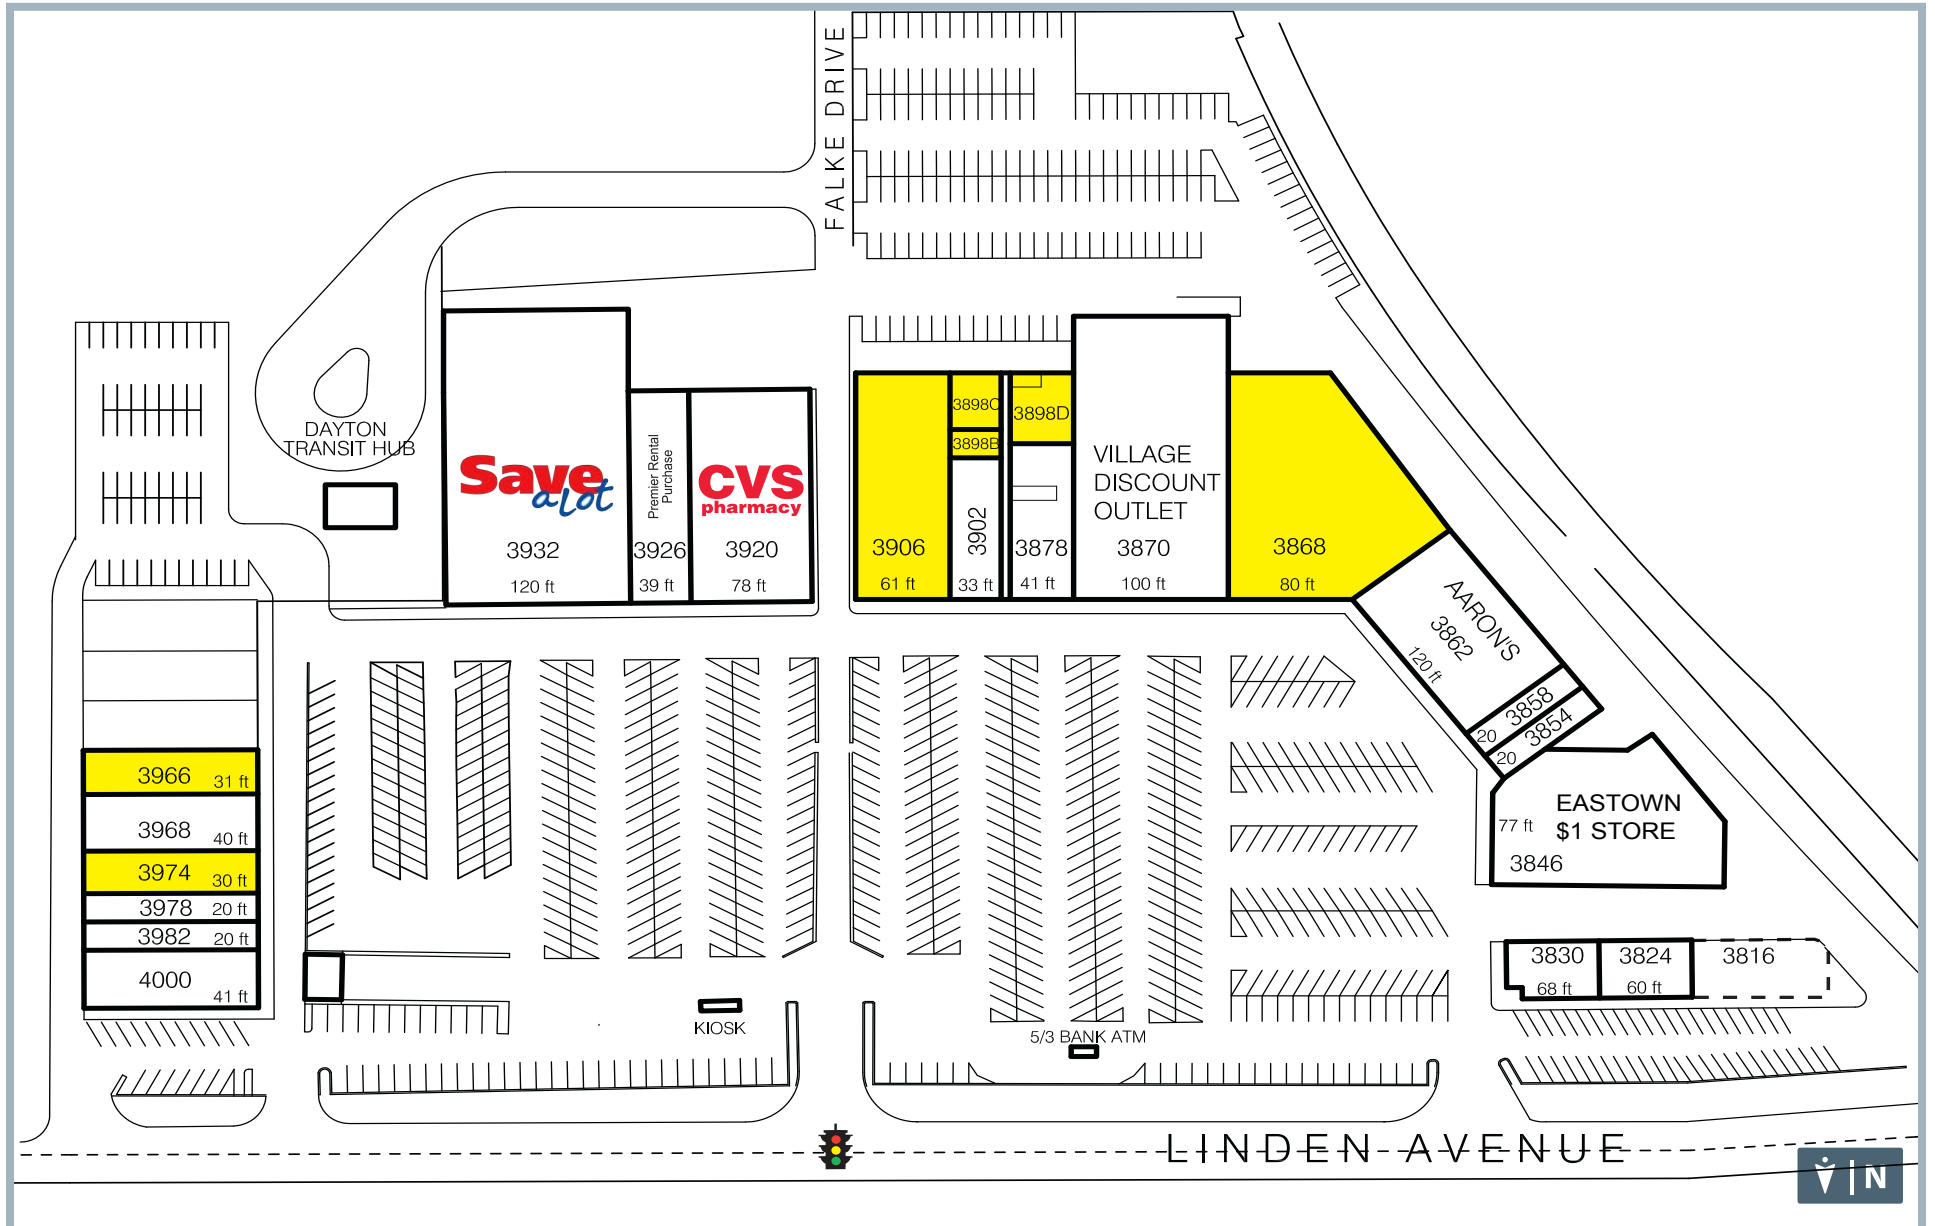 FALKE DRIVE
DAYTON
TRANSIT HUB
Save
a Lot
3932
120 ft
Premier Rental
Purchase
3926
39 ft
CVS
pharmacy
3920
78 ft
3906
61 ft
3898C
3898B
3902
33 ft
3898D
3878
41 ft
VILLAGE
DISCOUNT
OUTLET
3870
100 ft
3868
80 ft
AARON'S
3862
120 ft
3858
20
3854
20
EASTOWN
$1 STORE
77 ft
3846
3966 31 ft
3968 40 ft
3974 30 ft
3978 20 ft
3982 20 ft
4000 41 ft
3830
68 ft
3824
60 ft
3816
KIOSK
5/3 BANK ATM
LINDEN AVENUE
N